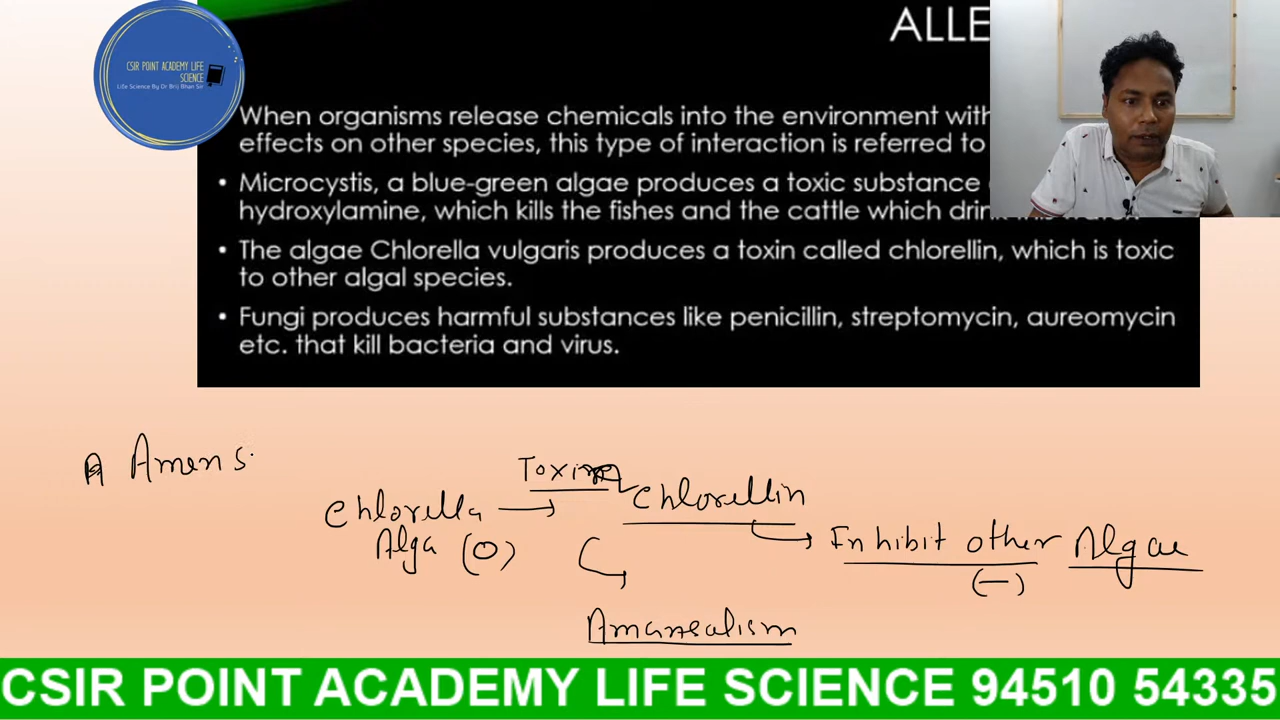 CSIR POINT ACADEMY LIFE
SCIENCE
Life Science By Dr Brij Bhan Sir
ALLE
When organisms release chemicals into the environment with
effects on other species, this type of interaction is referred to
• Microcystis, a blue-green algae produces a toxic substance
hydroxylamine, which kills the fishes and the cattle which
• The algae Chlorella vulgaris produces a toxin called chlorellin, which is toxic
to other algal species.
• Fungi produces harmful substances like penicillin, streptomycin, aureomycin
etc. that kill bacteria and virus.
Amens
Toxin
Chlorella → Chlorellin
Alga (0)
Inhibit other Algae
(-)
Amansalism
CSIR POINT ACADEMY LIFE SCIENCE 94510 54335